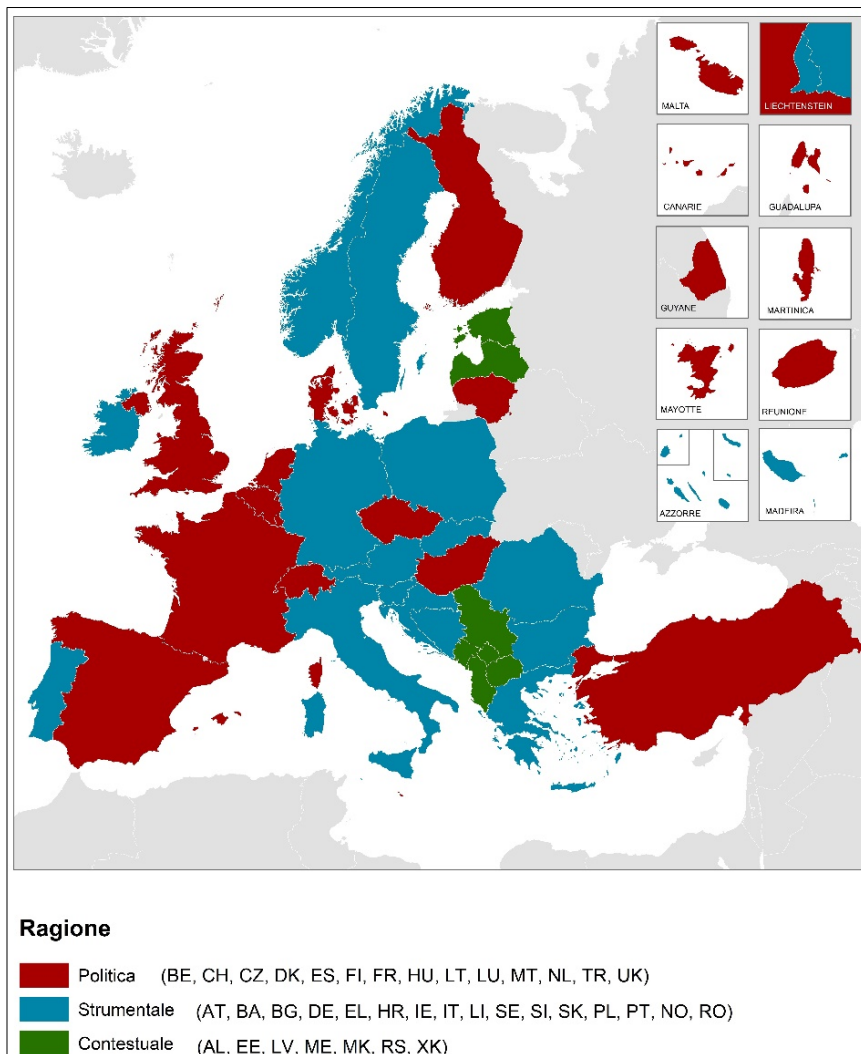 MALTA
LIECHTENSTEIN
CANARIE
GUADALUPA
GUYANE
MARTINICA
MAYOTTE
RFUNIONF
AZZORRE
MADFIRA
Ragione
Politica (BE, CH, CZ, DK, ES, FI, FR, HU, LT, LU, MT, NL, TR, UK)
Strumentale (AT, BA, BG, DE, EL, HR, IE, IT, LI, SE, SI, SK, PL, PT, NO, RO)
Contestuale (AL, EE, LV, ME, MK, RS, XK)